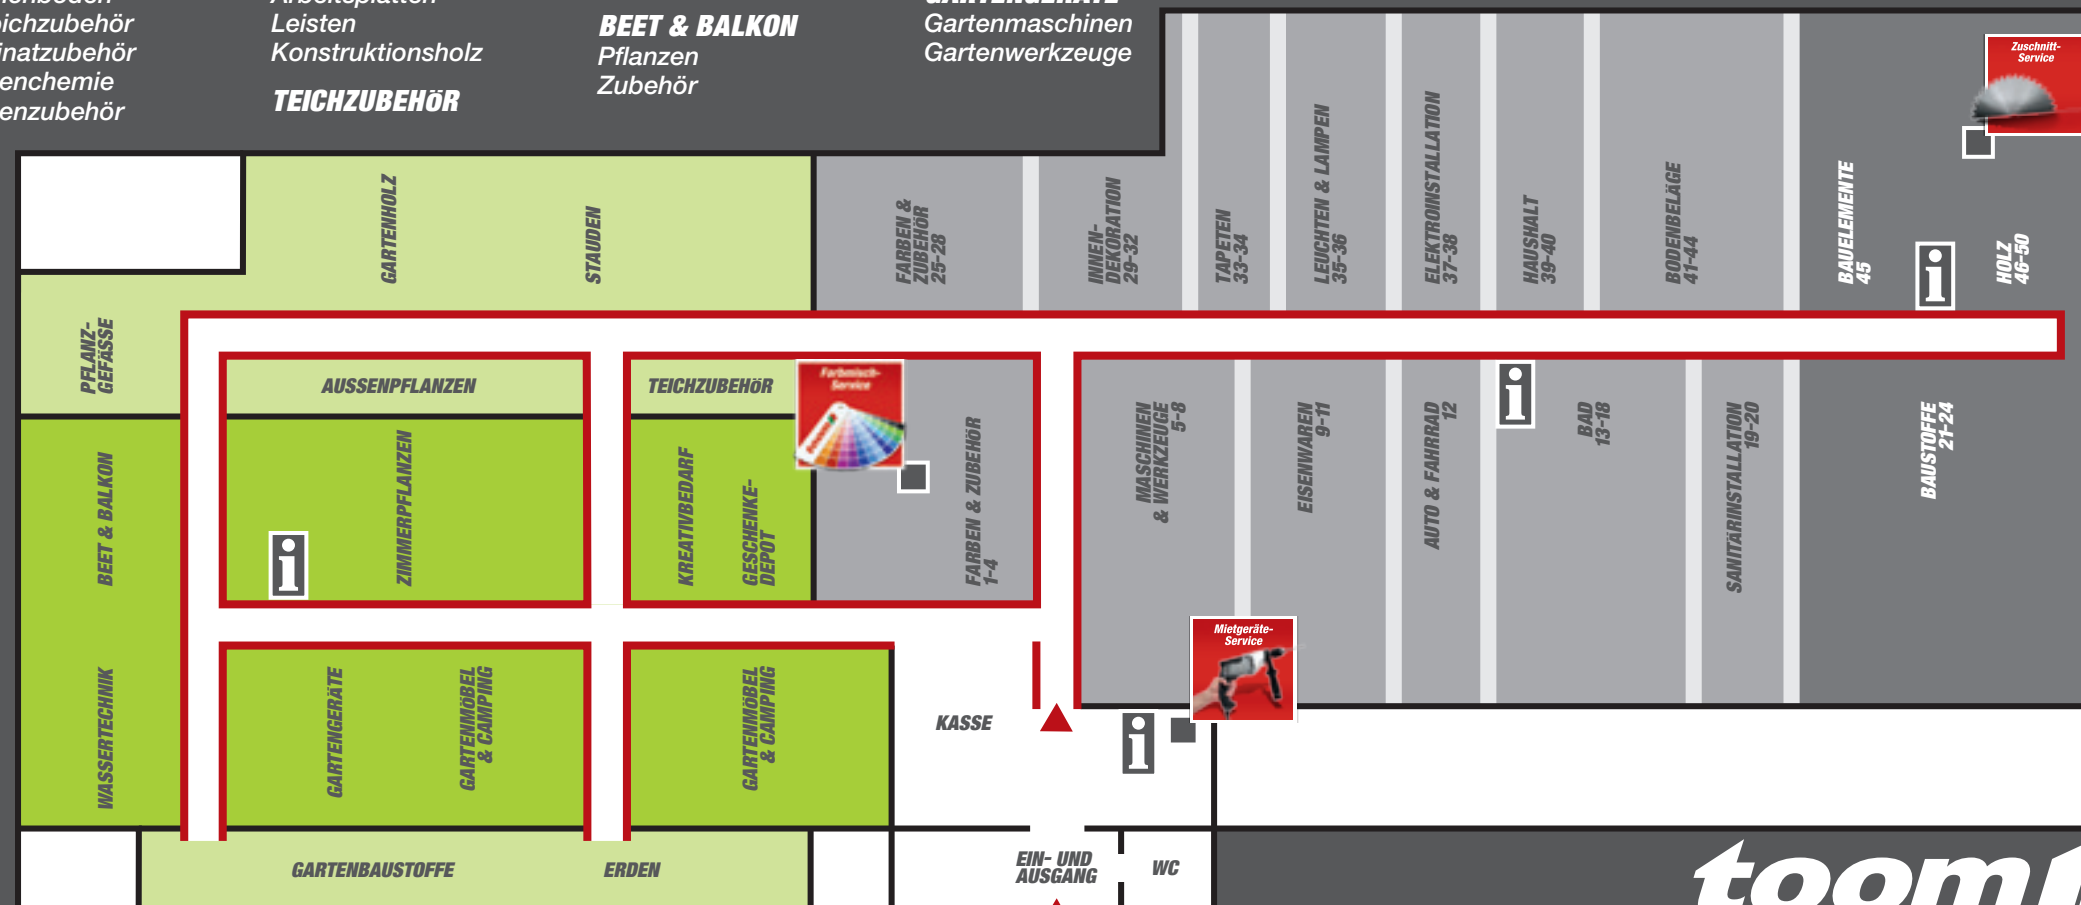 Leisten
Konstruktionsholz
TEICHZUBEHÖR
BEET & BALKON
Pflanzen
Zubehör
Gartenmaschinen
Gartenwerkzeuge
Zuschnitt-
Service
GARTENHOLZ
STAUDEN
FARBEN &
ZUBEHÖR
25-28
INNEN-
DEKORATION
29-32
TAPETEN
33-34
LEUCHTEN & LAMPEN
35-36
ELEKTROINSTALLATION
37-38
HAUSHALT
39-40
BODENBELÄGE
41-44
BAUELEMENTE
45
i
HOLZ
46-50
PFLANZ-
GEFÄSSE
AUSSENPFLANZEN
TEICHZUBEHÖR
Farbmisch-
Service
BEET & BALKON
ZIMMERPFLANZEN
i
KREATIVBEDARF
GESCHENKE-
DEPOT
FARBEN & ZUBEHÖR
1-4
MASCHINEN
& WERKZEUGE
5-8
EISENWAREN
9-11
AUTO & FAHRRAD
12
i
BAD
13-18
SANITÄRINSTALLATION
19-20
BAUSTOFFE
21-24
Mietgeräte-
Service
WASSERTECHNIK
GARTENGERÄTE
GARTENMÖBEL
& CAMPING
GARTENMÖBEL
& CAMPING
KASSE
i
GARTENBAUSTOFFE
ERDEN
EIN- UND
AUSGANG
WC
toom